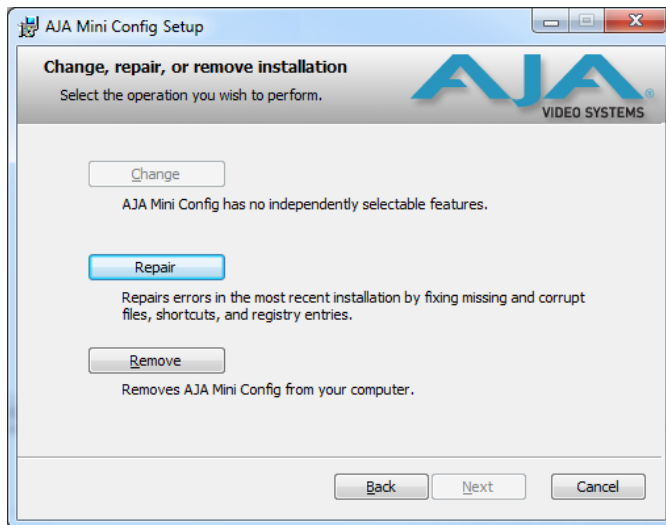 AJA Mini Config Setup
Change, repair, or remove installation
Select the operation you wish to perform.
AJA®
VIDEO SYSTEMS
Change
AJA Mini Config has no independently selectable features.
Repair
Repairs errors in the most recent installation by fixing missing and corrupt
files, shortcuts, and registry entries.
Remove
Removes AJA Mini Config from your computer.
Back
Next
Cancel